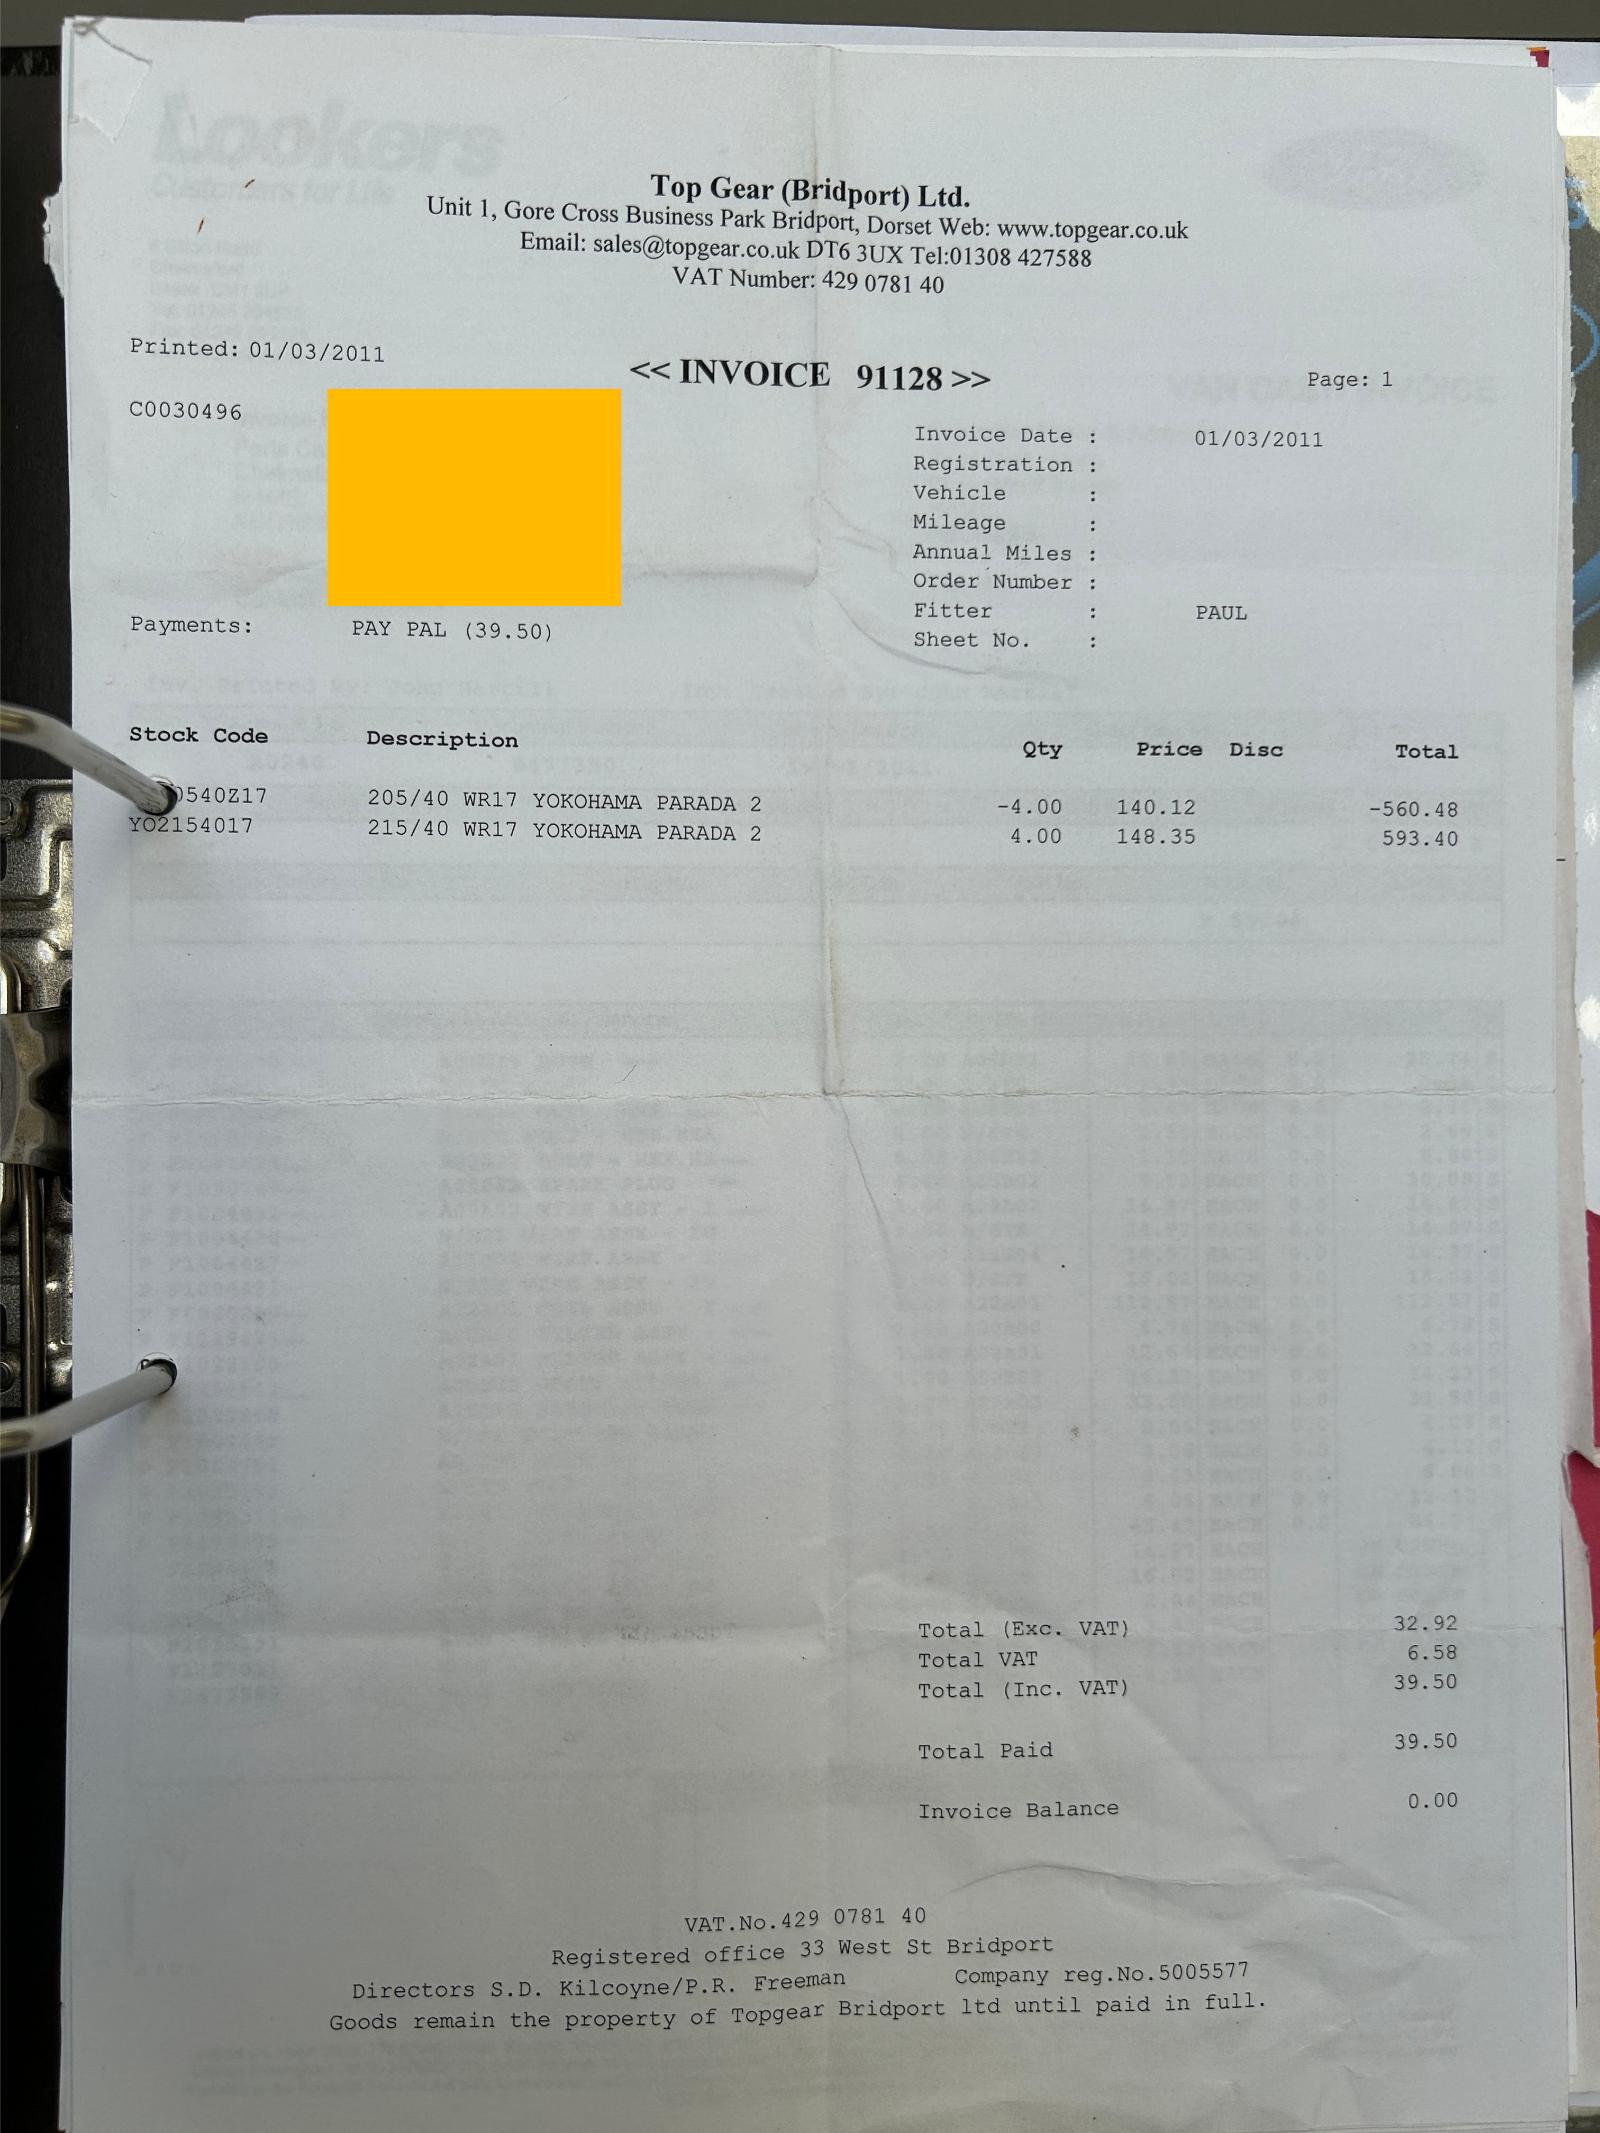 Top Gear (Bridport) Ltd.
Unit 1, Gore Cross Business Park Bridport, Dorset Web: www.topgear.co.uk
Email: sales@topgear.co.uk DT6 3UX Tel:01308 427588
VAT Number: 429 0781 40
Printed: 01/03/2011
<< INVOICE 91128 >>
Page: 1
C0030496
Invoice Date : 01/03/2011
Registration :
Vehicle :
Mileage :
Annual Miles :
Order Number :
Fitter : PAUL
Sheet No. :
Payments: PAY PAL (39.50)
Stock Code Description Qty Price Disc Total
205/40 WR17 YOKOHAMA PARADA 2 -4.00 140.12 -560.48
YO2154017 215/40 WR17 YOKOHAMA PARADA 2 4.00 148.35 593.40
Total (Exc. VAT) 32.92
Total VAT 6.58
Total (Inc. VAT) 39.50
Total Paid 39.50
Invoice Balance 0.00
VAT.No.429 0781 40
Registered office 33 West St Bridport
Directors S.D. Kilcoyne/P.R. Freeman Company reg.No.5005577
Goods remain the property of Topgear Bridport ltd until paid in full.